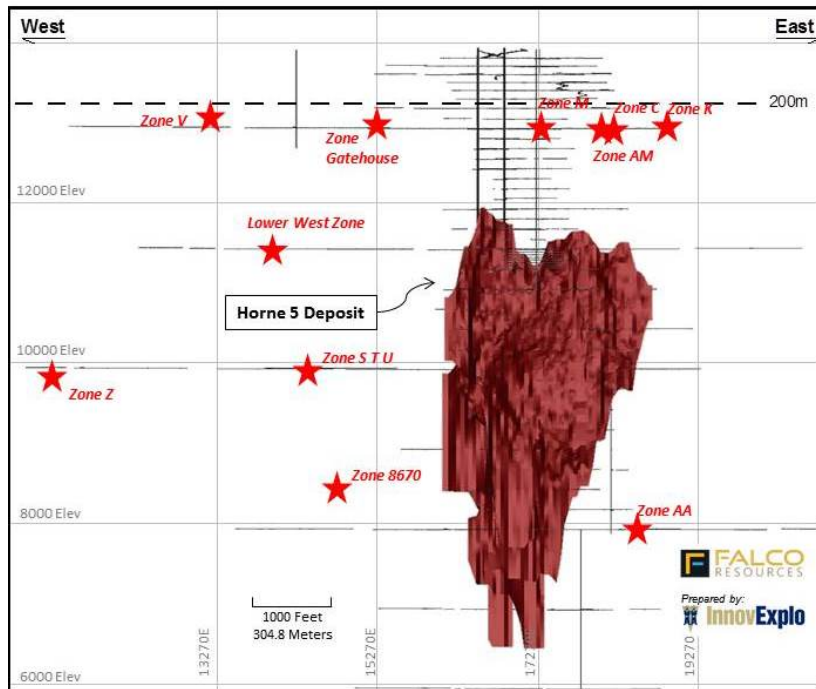 West
East
200m
Zone V
Zone
Gatehouse
Zone M
Zone C
Zone K
Zone AM
12000 Elev
Lower West Zone
Horne 5 Deposit
10000 Elev
Zone S T U
Zone Z
Zone 8670
8000 Elev
Zone AA
FALCO
RESOURCES
Prepared by:
InnovExplo
1000 Feet
304.8 Meters
13270E
15270E
19270
6000 Elev